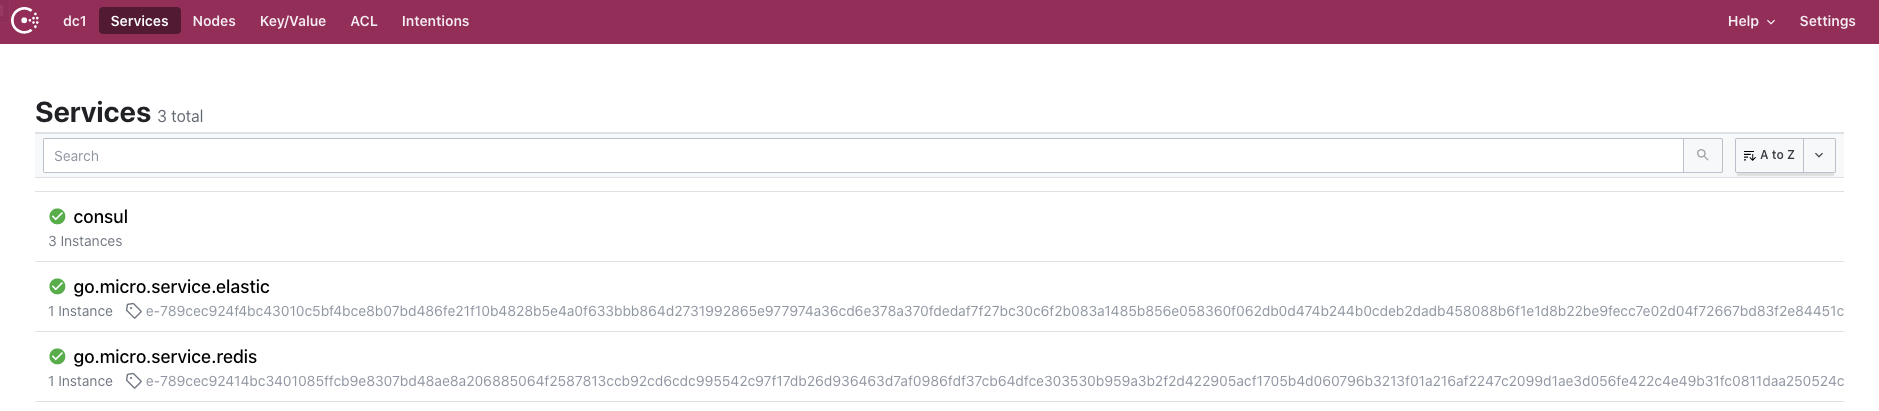 dc1 Services Nodes Key/Value ACL Intentions Help Settings
Services 3 total
Search A to Z
consul
3 Instances
go.micro.service.elastic
1 Instance e-789cec924f4bc43010c5bf4bce8b07bd486fe21f10b4828b5e4a0f633bbb864d2731992865e977974a36cd6e378a370fdedaf7f27bc30c6f2b083a1485b856e058360f062db0d474b244b0cdeb2dadb458088b6f1e1d8b22be9fecc7e02d04f72667bd83f2e84451c
go.micro.service.redis
1 Instance e-789cec92414bc3401085ffcb9e8307bd48ae8a206885064f2587813ccb92cd6cdc995542c97f17db26d936463d7af0986fdf37cb64dfce303530b959a3b2f2d422905acf1705b4d060796b3213f01a216af2247c2099d1ae3d056fe422c4e49b31fc0811daa250524c